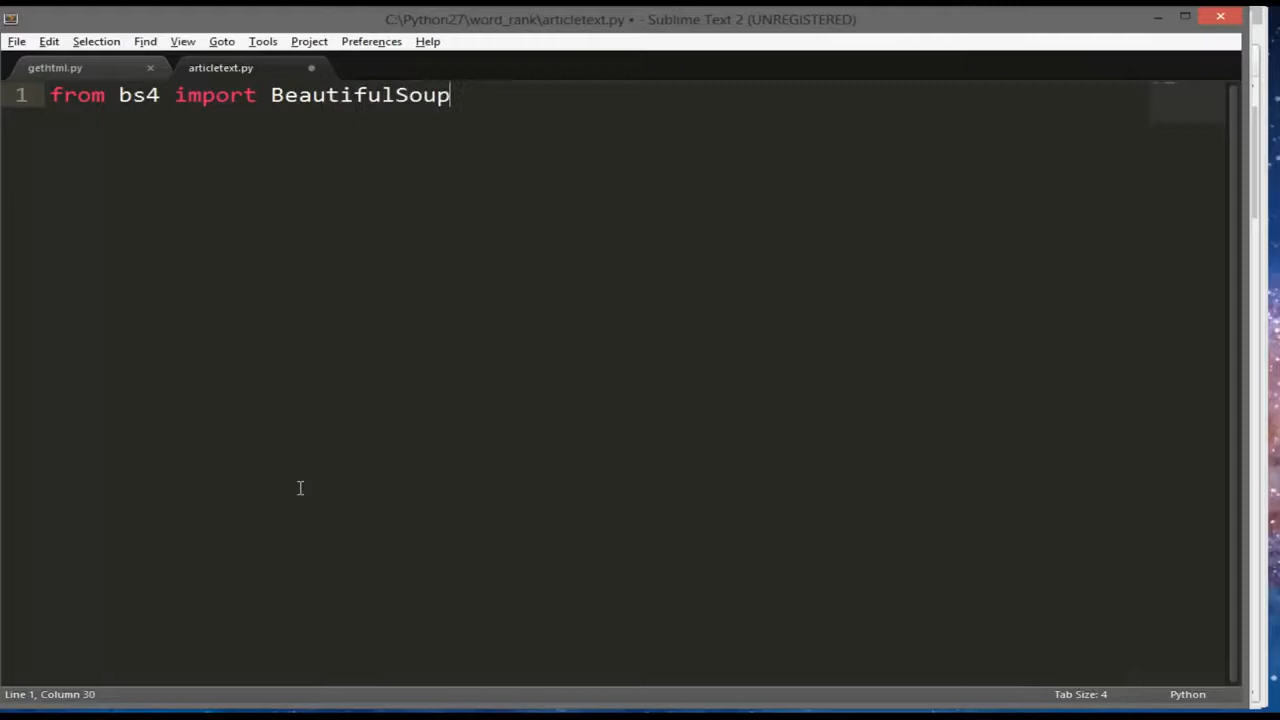 C:\Python27\word_rank\articletext.py • - Sublime Text 2 (UNREGISTERED)
File Edit Selection Find View Goto Tools Project Preferences Help
gethtml.py articletext.py
1 from bs4 import BeautifulSoup
Line 1, Column 30 Tab Size: 4 Python